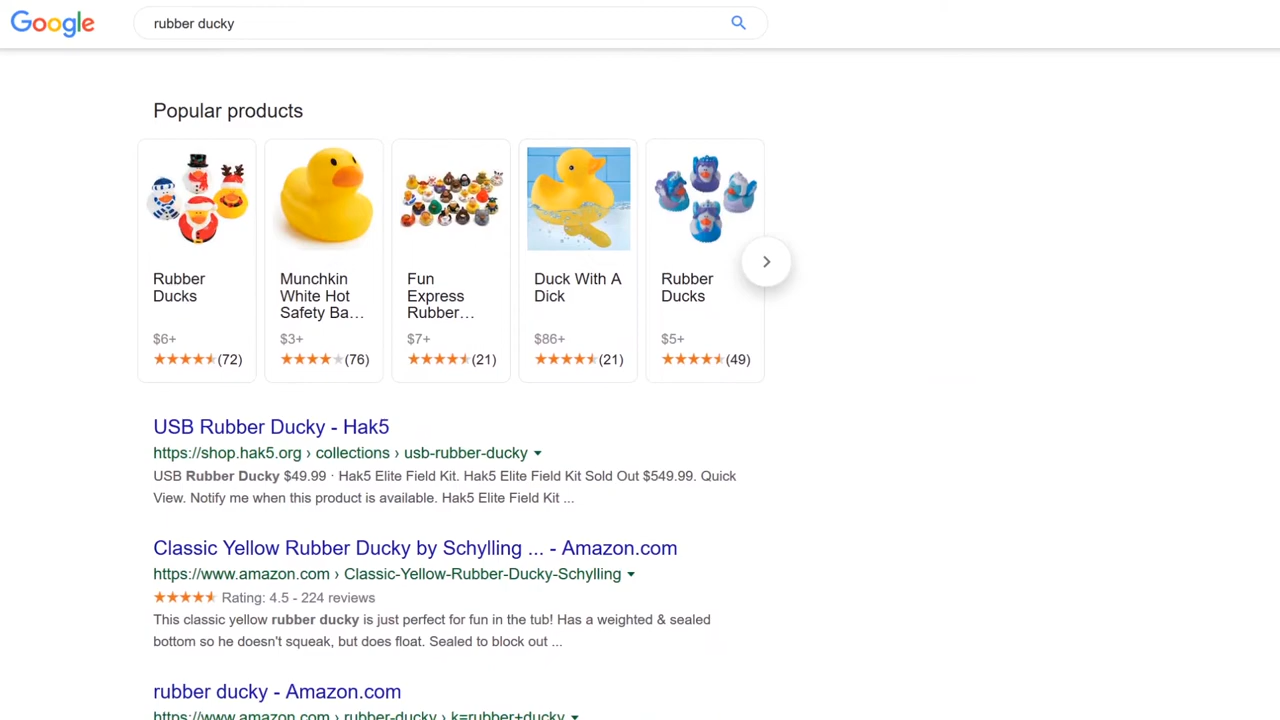 Google
rubber ducky
Popular products
Rubber
Ducks
$6+
(72)
Munchkin
White Hot
Safety Ba...
$3+
(76)
Fun
Express
Rubber...
$7+
(21)
Duck With A
Dick
$86+
(21)
Rubber
Ducks
$5+
(49)
USB Rubber Ducky - Hak5
https://shop.hak5.org › collections › usb-rubber-ducky
USB Rubber Ducky $49.99 · Hak5 Elite Field Kit. Hak5 Elite Field Kit Sold Out $549.99. Quick
View. Notify me when this product is available. Hak5 Elite Field Kit ...
Classic Yellow Rubber Ducky by Schylling ... - Amazon.com
https://www.amazon.com › Classic-Yellow-Rubber-Ducky-Schylling
Rating: 4.5 - 224 reviews
This classic yellow rubber ducky is just perfect for fun in the tub! Has a weighted & sealed
bottom so he doesn't squeak, but does float. Sealed to block out ...
rubber ducky - Amazon.com
https://www.amazon.com › rubber-ducky › k=rubber+ducky